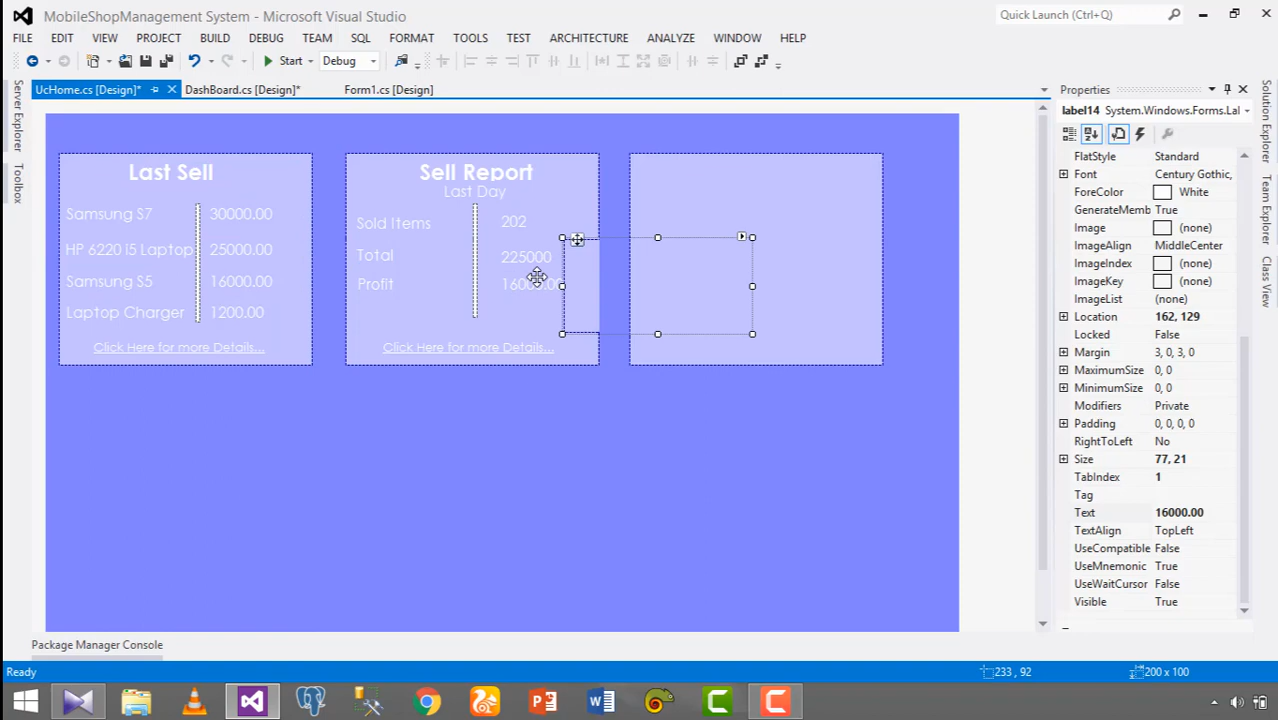 MobileShopManagement System - Microsoft Visual Studio
Quick Launch (Ctrl+Q)
FILE EDIT VIEW PROJECT BUILD DEBUG TEAM SQL FORMAT TOOLS TEST ARCHITECTURE ANALYZE WINDOW HELP
Start Debug
UcHome.cs [Design]* DashBoard.cs [Design]* Form1.cs [Design]
Server Explorer
Toolbox
Last Sell
Samsung S7 30000.00
HP 6220 I5 Laptop 25000.00
Samsung S5 16000.00
Laptop Charger 1200.00
Click Here for more Details...
Sell Report
Last Day
Sold Items 202
Total 225000
Profit 16000.00
Click Here for more Details...
Properties
label14 System.Windows.Forms.Lal
FlatStyle Standard
Font Century Gothic,
ForeColor White
GenerateMemb True
Image (none)
ImageAlign MiddleCenter
ImageIndex (none)
ImageKey (none)
ImageList (none)
Location 162, 129
Locked False
Margin 3, 0, 3, 0
MaximumSize 0, 0
MinimumSize 0, 0
Modifiers Private
Padding 0, 0, 0, 0
RightToLeft No
Size 77, 21
TabIndex 1
Tag
Text 16000.00
TextAlign TopLeft
UseCompatible False
UseMnemonic True
UseWaitCursor False
Visible True
Solution Explorer
Team Explorer
Properties
Package Manager Console
Ready 233 , 92 200 x 100